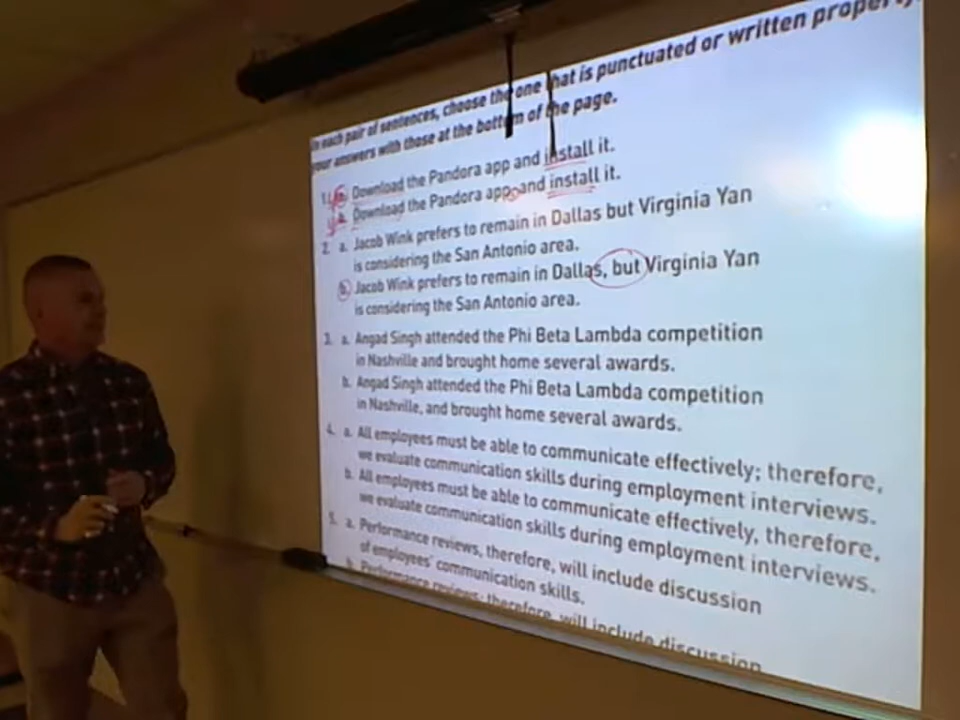 In each pair of sentences, choose the one that is punctuated or written properly.
your answers with those at the bottom of the page.
1. a. Download the Pandora app and install it.
b. Download the Pandora app, and install it.
2. a. Jacob Wink prefers to remain in Dallas but Virginia Yan
is considering the San Antonio area.
b. Jacob Wink prefers to remain in Dallas, but Virginia Yan
is considering the San Antonio area.
3. a. Angad Singh attended the Phi Beta Lambda competition
in Nashville and brought home several awards.
b. Angad Singh attended the Phi Beta Lambda competition
in Nashville, and brought home several awards.
4. a. All employees must be able to communicate effectively; therefore,
we evaluate communication skills during employment interviews.
b. All employees must be able to communicate effectively, therefore,
we evaluate communication skills during employment interviews.
5. a. Performance reviews, therefore, will include discussion
of employees' communication skills.
b. Performance reviews; therefore, will include discussion